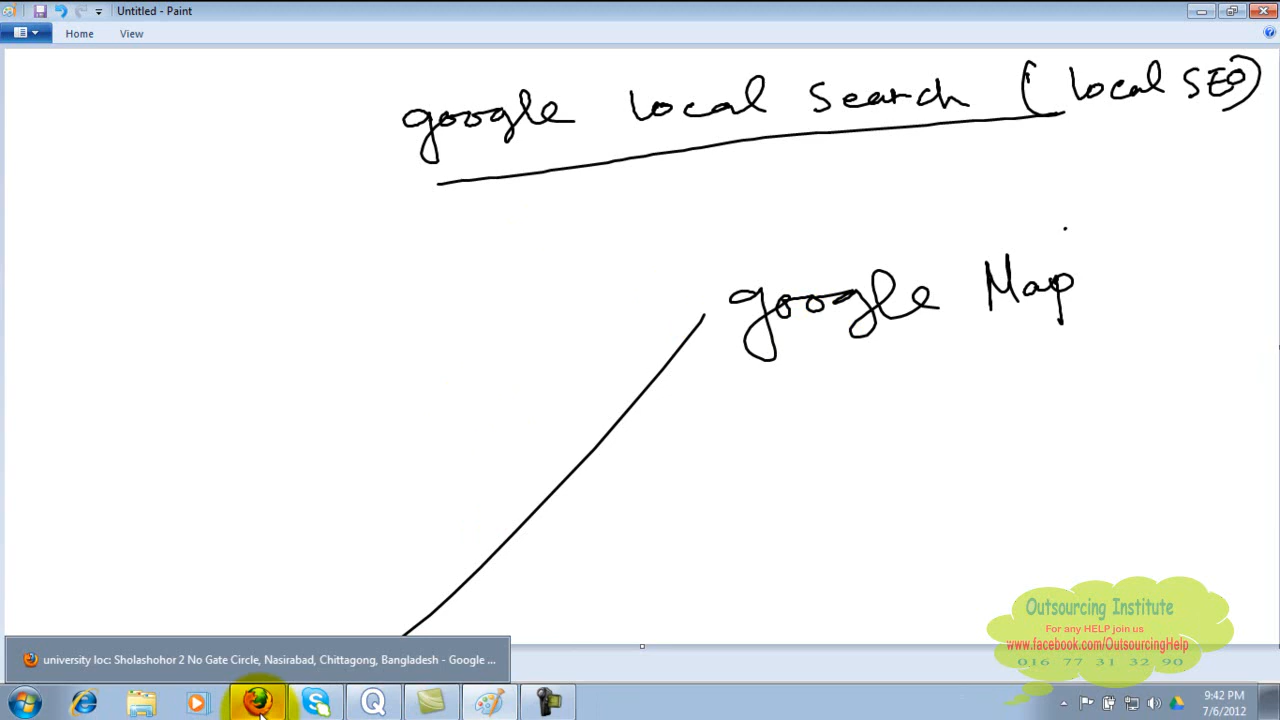 Untitled - Paint
Home View
google local search (local SEO)
google Map
Outsourcing Institute
For any HELP join us
www.facebook.com/OutsourcingHelp
016 77 31 32 90
university loc: Sholashohor 2 No Gate Circle, Nasirabad, Chittagong, Bangladesh - Google ...
9:42 PM
7/6/2012